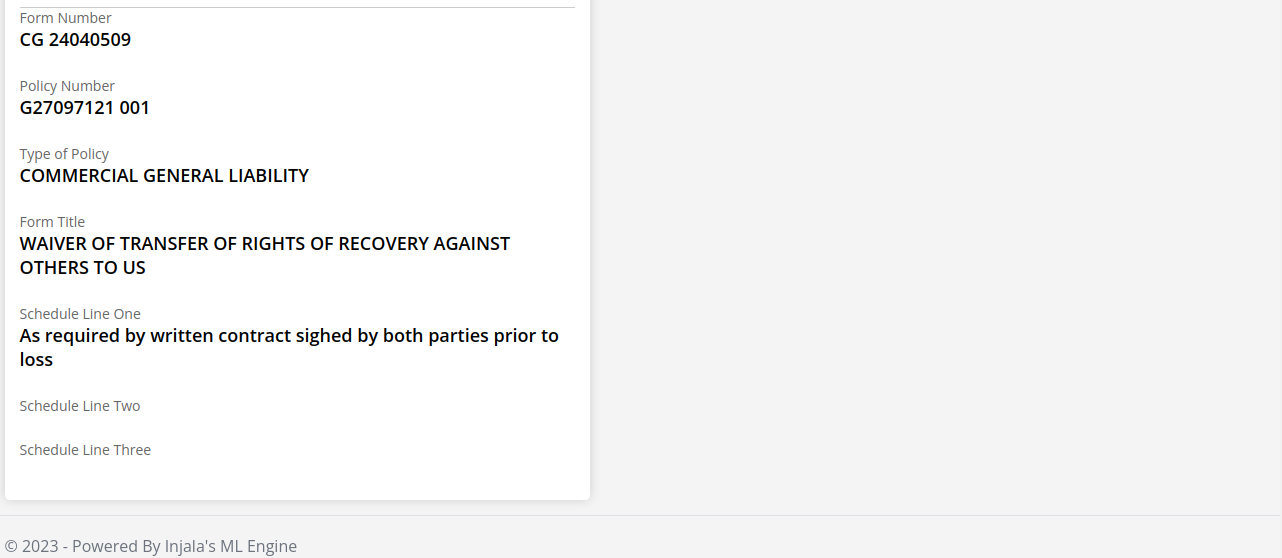 Form Number
CG 24040509
Policy Number
G27097121 001
Type of Policy
COMMERCIAL GENERAL LIABILITY
Form Title
WAIVER OF TRANSFER OF RIGHTS OF RECOVERY AGAINST
OTHERS TO US
Schedule Line One
As required by written contract sighed by both parties prior to
loss
Schedule Line Two
Schedule Line Three
© 2023 - Powered By Injala's ML Engine